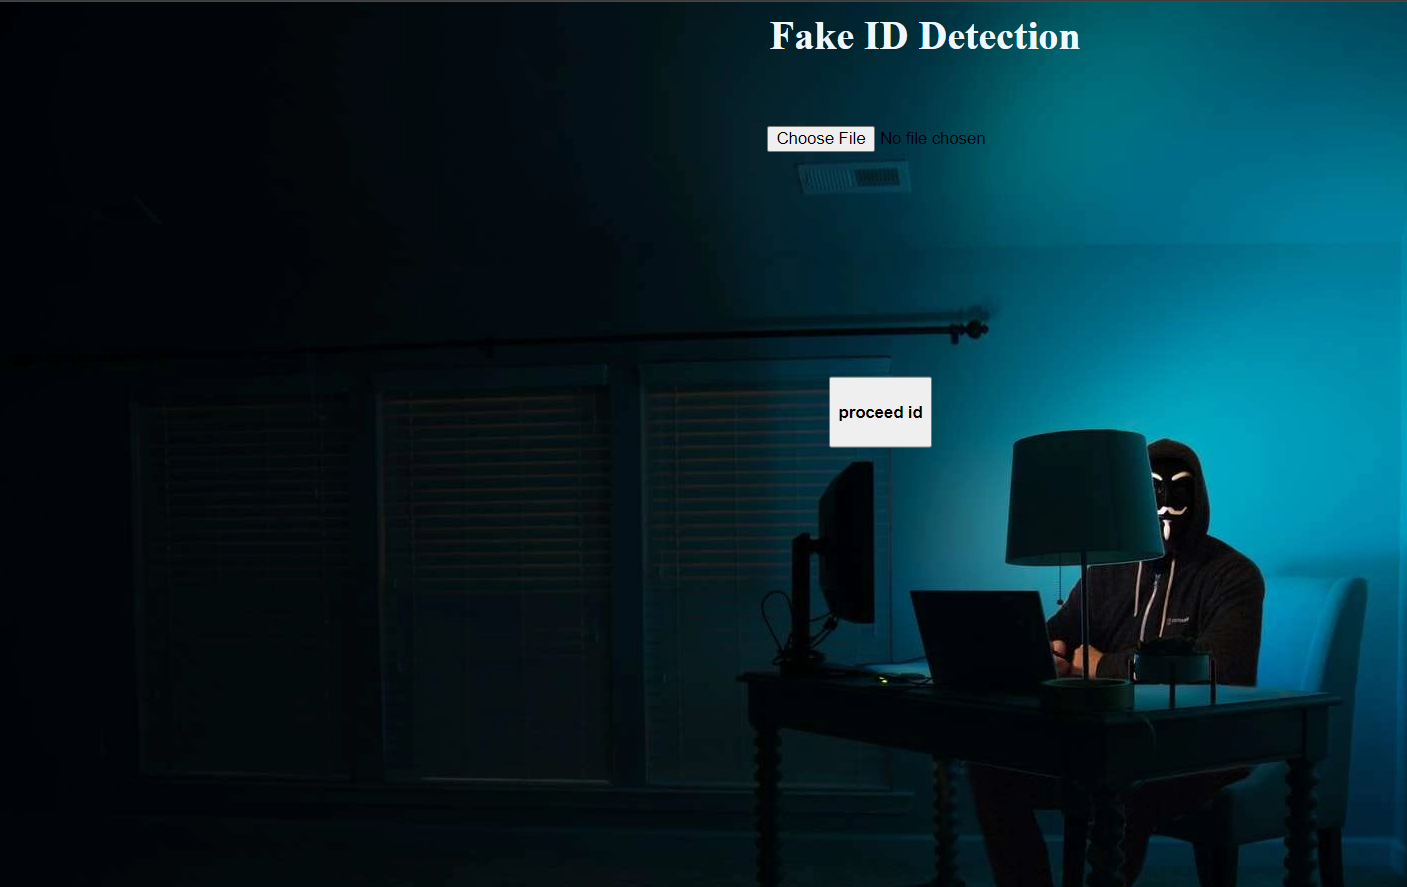 Fake ID Detection
Choose File No file chosen
proceed id